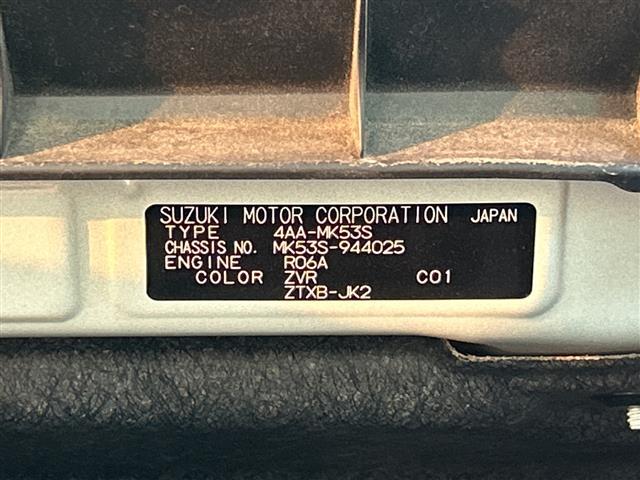 SUZUKI MOTOR CORPORATION JAPAN
TYPE 4AA-MK53S
CHASSIS NO. MK53S-944025
ENGINE R06A
COLOR ZVR C01
ZTXB-JK2